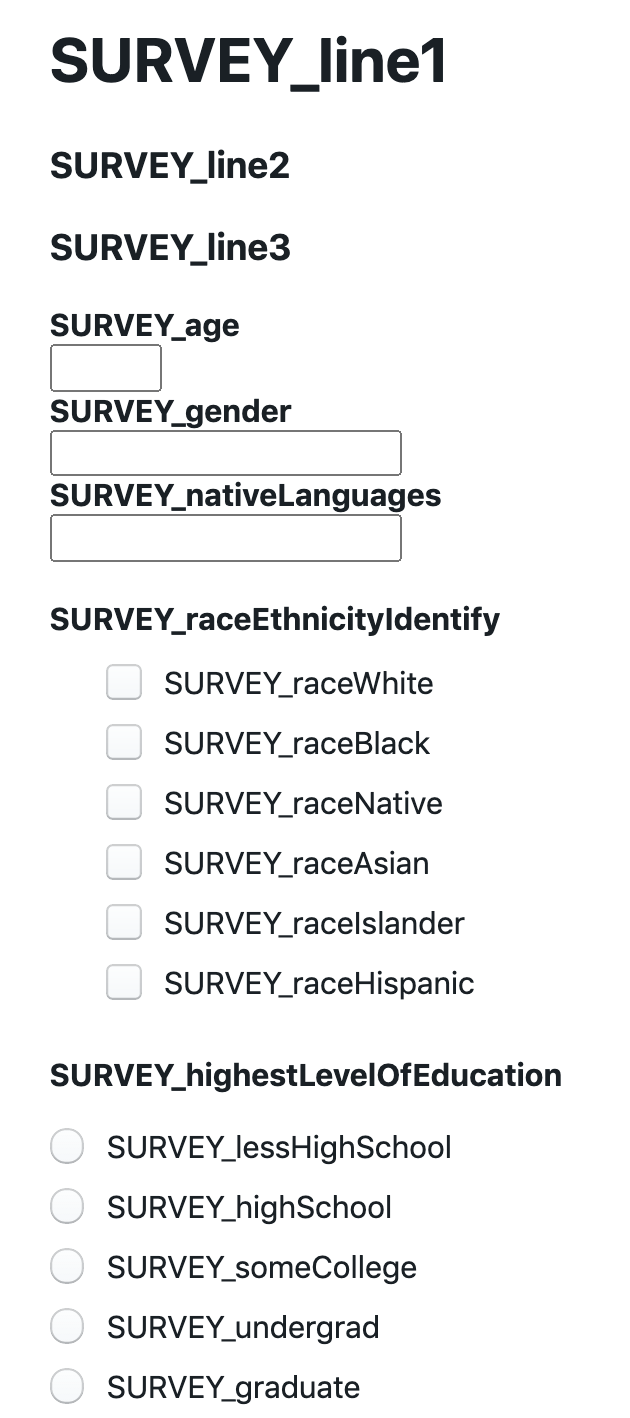 SURVEY_line1
SURVEY_line2
SURVEY_line3
SURVEY_age
SURVEY_gender
SURVEY_nativeLanguages
SURVEY_raceEthnicityIdentify
SURVEY_raceWhite
SURVEY_raceBlack
SURVEY_raceNative
SURVEY_raceAsian
SURVEY_raceIslander
SURVEY_raceHispanic
SURVEY_highestLevelOfEducation
SURVEY_lessHighSchool
SURVEY_highSchool
SURVEY_someCollege
SURVEY_undergrad
SURVEY_graduate